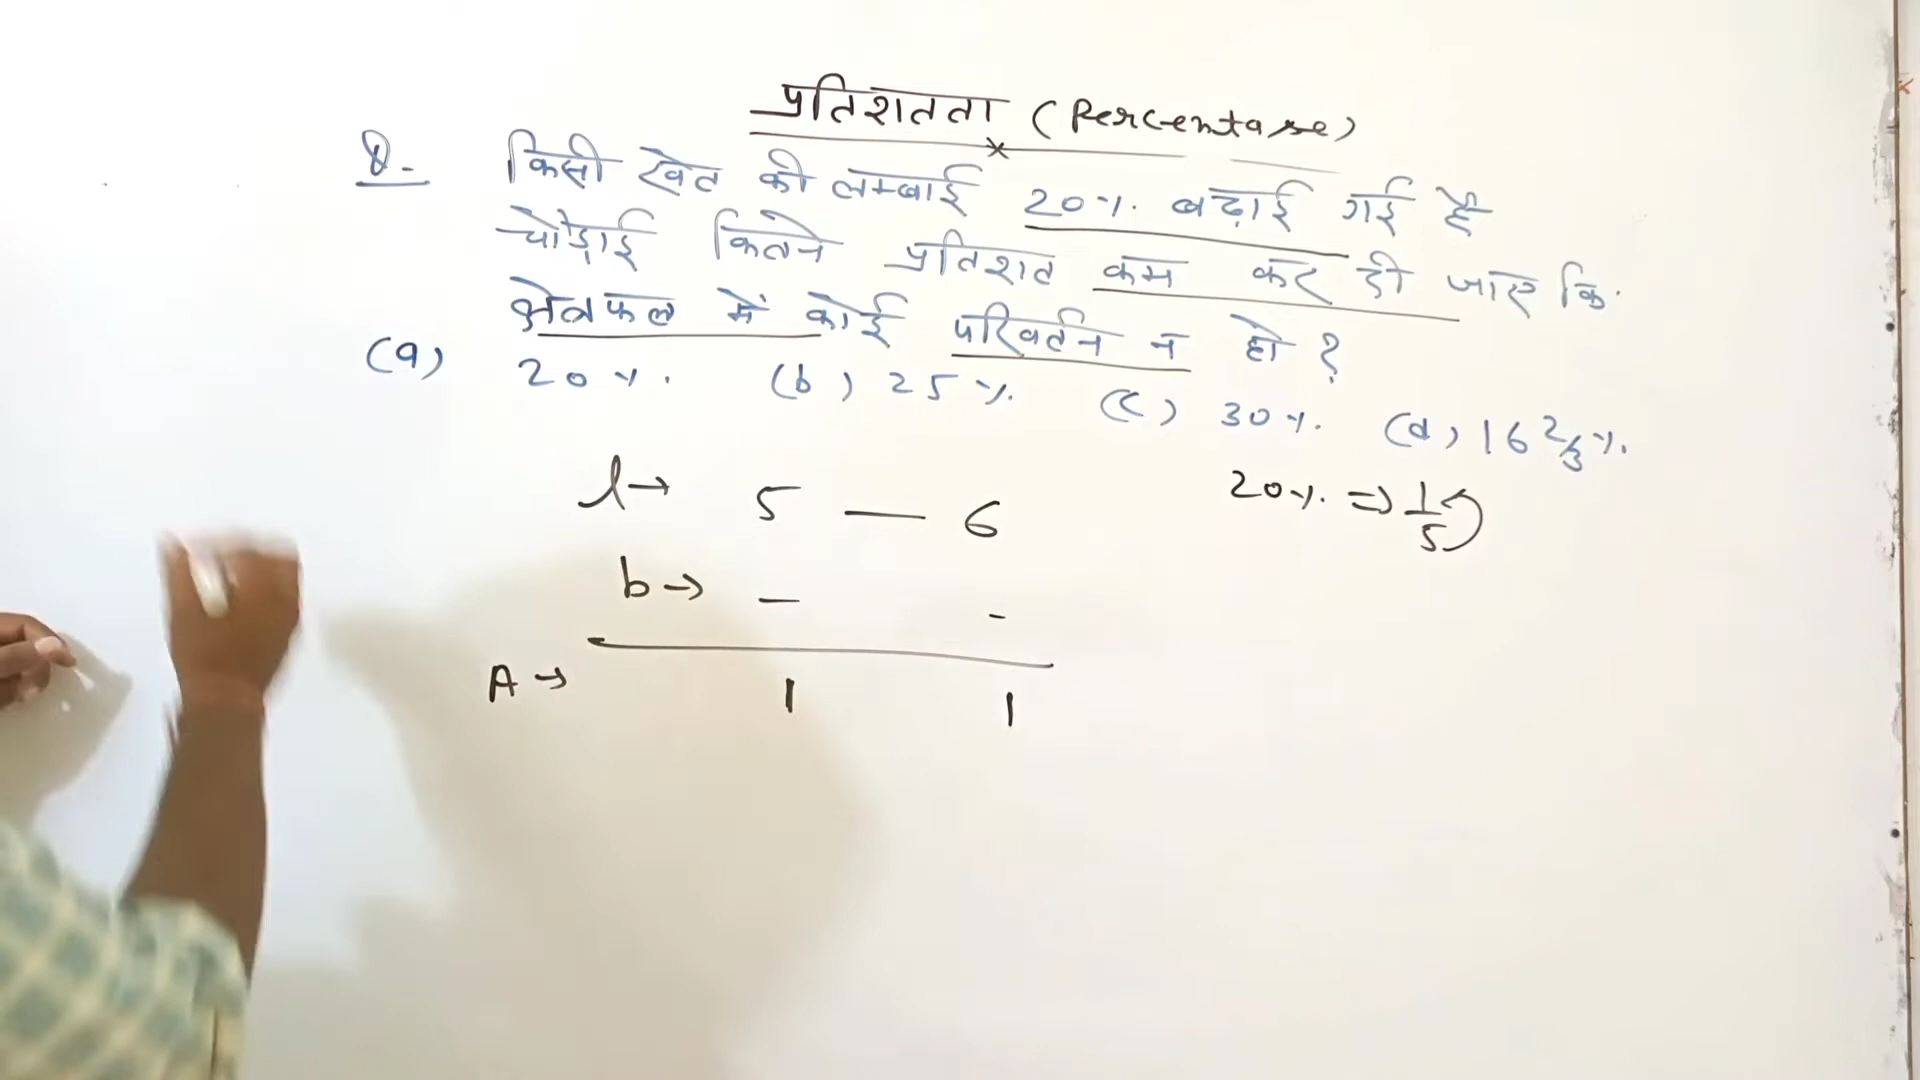 प्रतिशतता (Percentage)
Q- किसी खेत की लम्बाई 20%. बढ़ाई गई है
चौड़ाई कितने प्रतिशत कम कर दी जाए कि
क्षेत्रफल में कोई परिवर्तन न हो ?
(a) 20%. (b) 25%. (c) 30%. (d) 16 2/3%.
l→ 5 — 6 20%. ⇒ 1/5
b→ – -
A→ 1 1